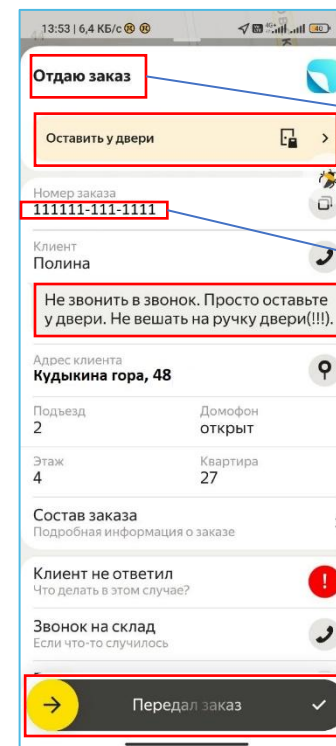 13:53 | 6,4 КБ/с
Отдаю заказ
Оставить у двери
Номер заказа
111111-111-1111
Клиент
Полина
Не звонить в звонок. Просто оставьте
у двери. Не вешать на ручку двери(!!!).
Адрес клиента
Кудыкина гора, 48
Подъезд Домофон
2 открыт
Этаж Квартира
4 27
Состав заказа
Подробная информация о заказе
Клиент не ответил
Что делать в этом случае?
Звонок на склад
Если что-то случилось
Передал заказ